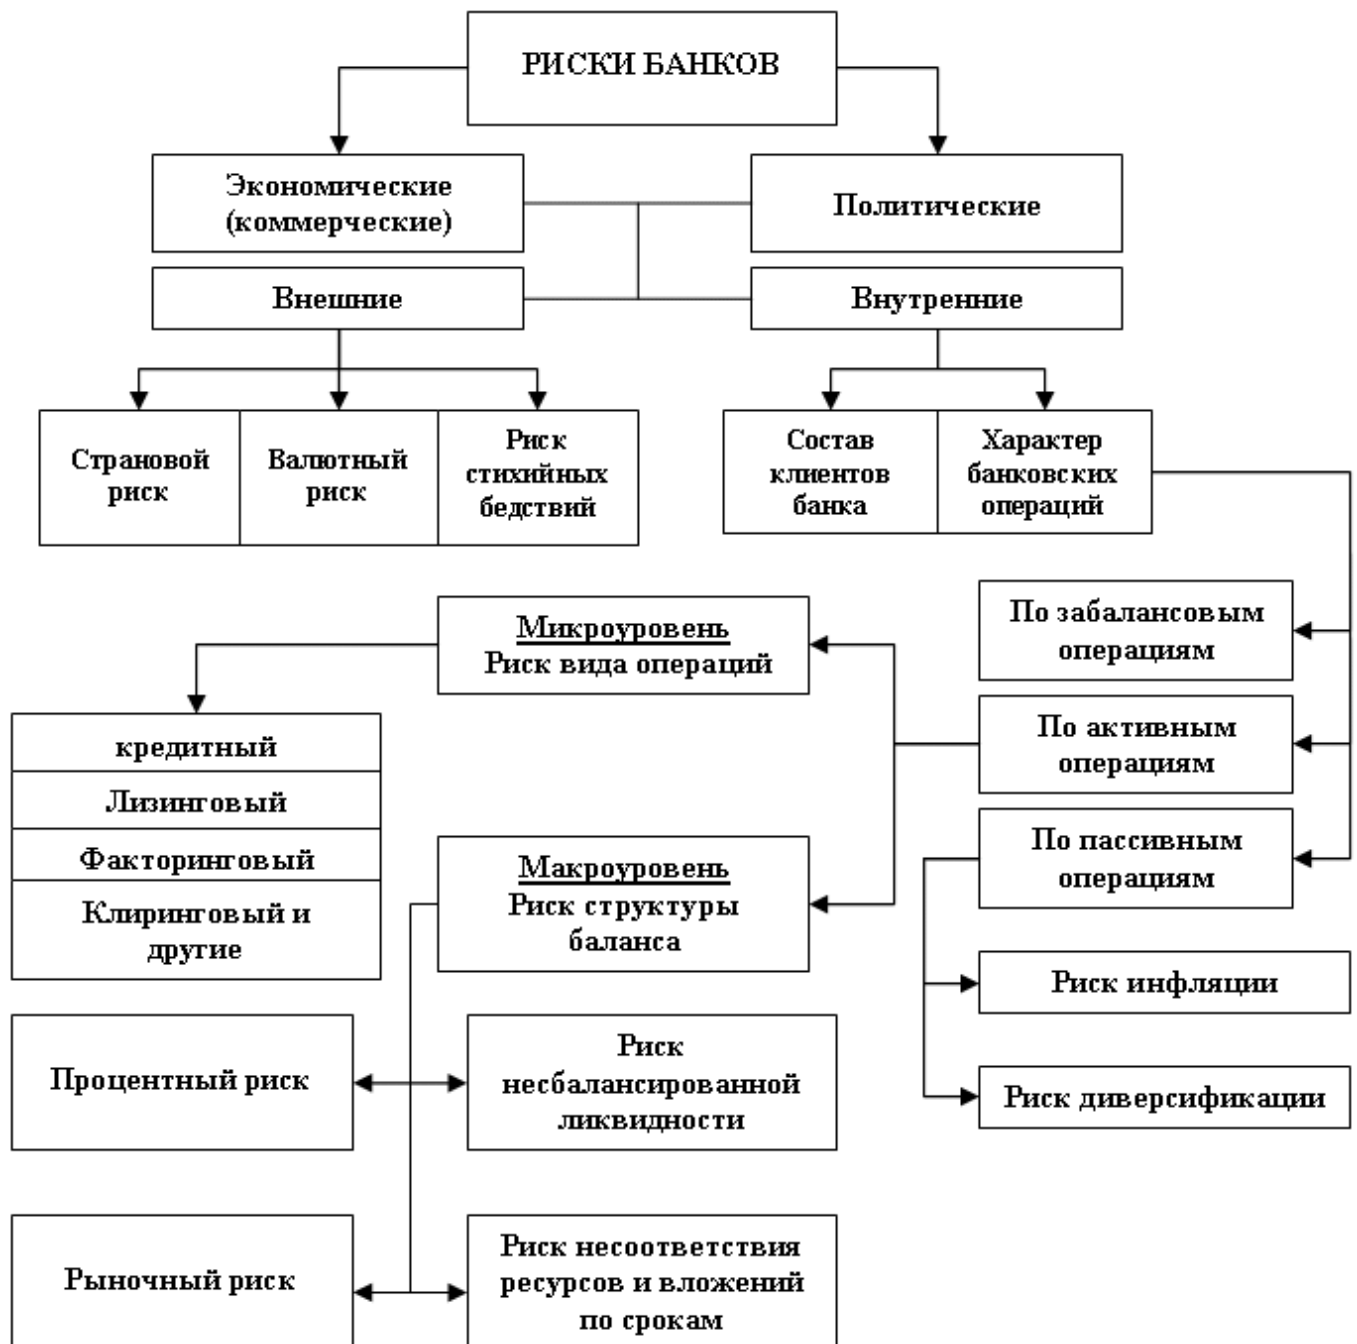 РИСКИ БАНКОВ
Экономические
(коммерческие)
Политические
Внешние
Внутренние
Страновой
риск
Валютный
риск
Риск
стихийных
бедствий
Состав
клиентов
банка
Характер
банковских
операций
Микроуровень
Риск вида операций
По забалансовым
операциям
кредитный
Лизинговый
Факторинговый
Клиринговый и
другие
По активным
операциям
Макроуровень
Риск структуры
баланса
По пассивным
операциям
Риск инфляции
Риск диверсификации
Процентный риск
Риск
несбалансированной
ликвидности
Рыночный риск
Риск несоответствия
ресурсов и вложений
по срокам